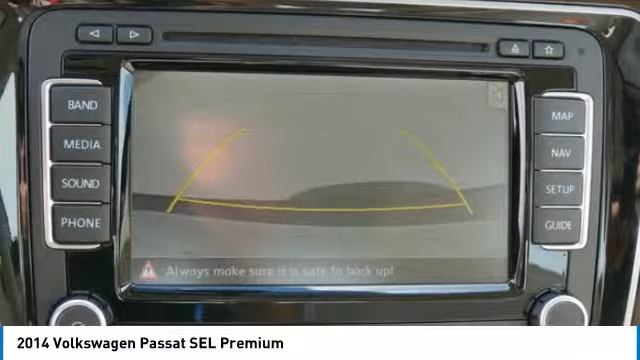 BAND
MEDIA
SOUND
PHONE
MAP
NAV
SETUP
GUIDE
Always make sure it is safe to back up!
2014 Volkswagen Passat SEL Premium